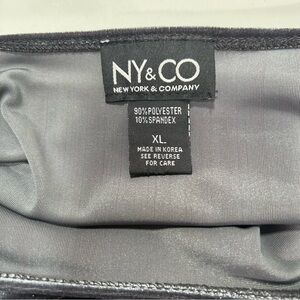 NY&CO
NEW YORK & COMPANY
90%POLYESTER
10%SPANDEX
XL
MADE IN KOREA
SEE REVERSE
FOR CARE